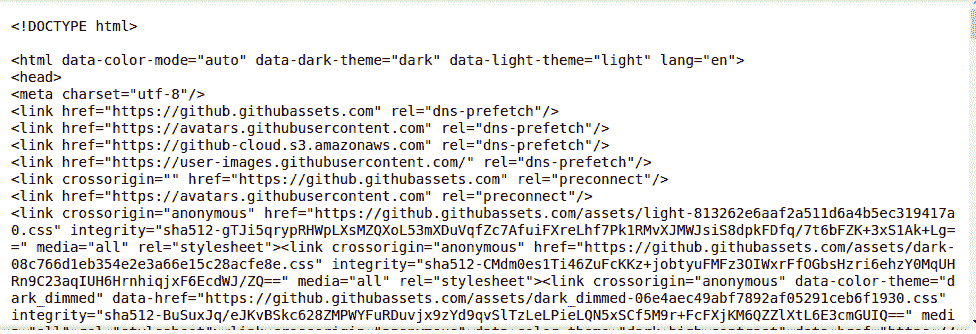 <!DOCTYPE html>
<html data-color-mode="auto" data-dark-theme="dark" data-light-theme="light" lang="en">
<head>
<meta charset="utf-8"/>
<link href="https://github.githubassets.com" rel="dns-prefetch"/>
<link href="https://avatars.githubusercontent.com" rel="dns-prefetch"/>
<link href="https://github-cloud.s3.amazonaws.com" rel="dns-prefetch"/>
<link href="https://user-images.githubusercontent.com/" rel="dns-prefetch"/>
<link crossorigin="" href="https://github.githubassets.com" rel="preconnect"/>
<link href="https://avatars.githubusercontent.com" rel="preconnect"/>
<link crossorigin="anonymous" href="https://github.githubassets.com/assets/light-813262e6aaf2a511d6a4b5ec319417a
0.css" integrity="sha512-gTJi5qrypRHWpLXsMZQXoL53mXDuVqfZc7AfuiFXreLhf7Pk1RMvXJMWJsiS8dpkFDfq/7t6bFZK+3xS1Ak+Lg=
=" media="all" rel="stylesheet"><link crossorigin="anonymous" href="https://github.githubassets.com/assets/dark-
08c766d1eb354e2e3a66e15c28acfe8e.css" integrity="sha512-CMdm0es1Ti46ZuFcKKz+jobtyuFMFz3OIWxrFfOGbsHzri6ehzY0MqUH
Rn9C23aqIUH6HrnhiqjxF6EcdWJ/ZQ==" media="all" rel="stylesheet"><link crossorigin="anonymous" data-color-theme="d
ark_dimmed" data-href="https://github.githubassets.com/assets/dark_dimmed-06e4aec49abf7892af05291ceb6f1930.css"
integrity="sha512-BuSuxJq/eJKvBSkc628ZMPWYFuRDuvjx9zYd9qvSlTzLeLPieLQN5xSCf5M9r+FcFXjKM6QZZlXtL6E3cmGUIQ==" medi